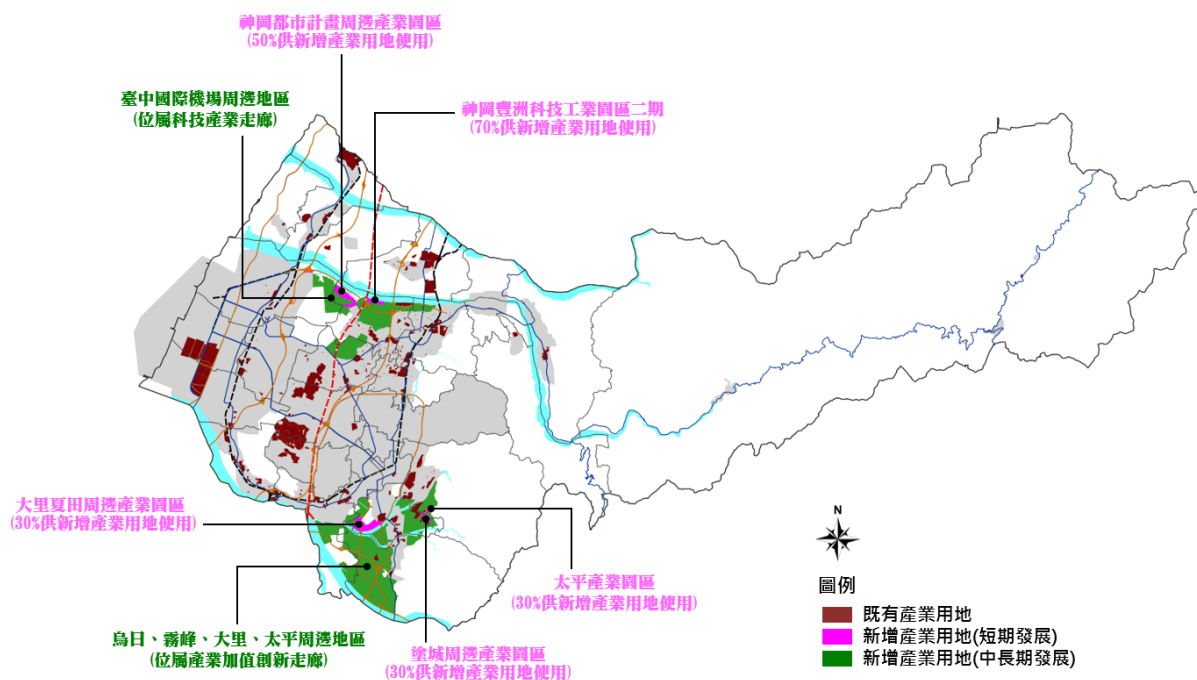 神岡都市計畫周邊產業園區
(50%供新增產業用地使用)
臺中國際機場周邊地區
(位屬科技產業走廊)
神岡豐洲科技工業園區二期
(70%供新增產業用地使用)
大里夏田周邊產業園區
(30%供新增產業用地使用)
太平產業園區
(30%供新增產業用地使用)
烏日、霧峰、大里、太平周邊地區
(位屬產業加值創新走廊)
塗城周邊產業園區
(30%供新增產業用地使用)
N
圖例
既有產業用地
新增產業用地(短期發展)
新增產業用地(中長期發展)